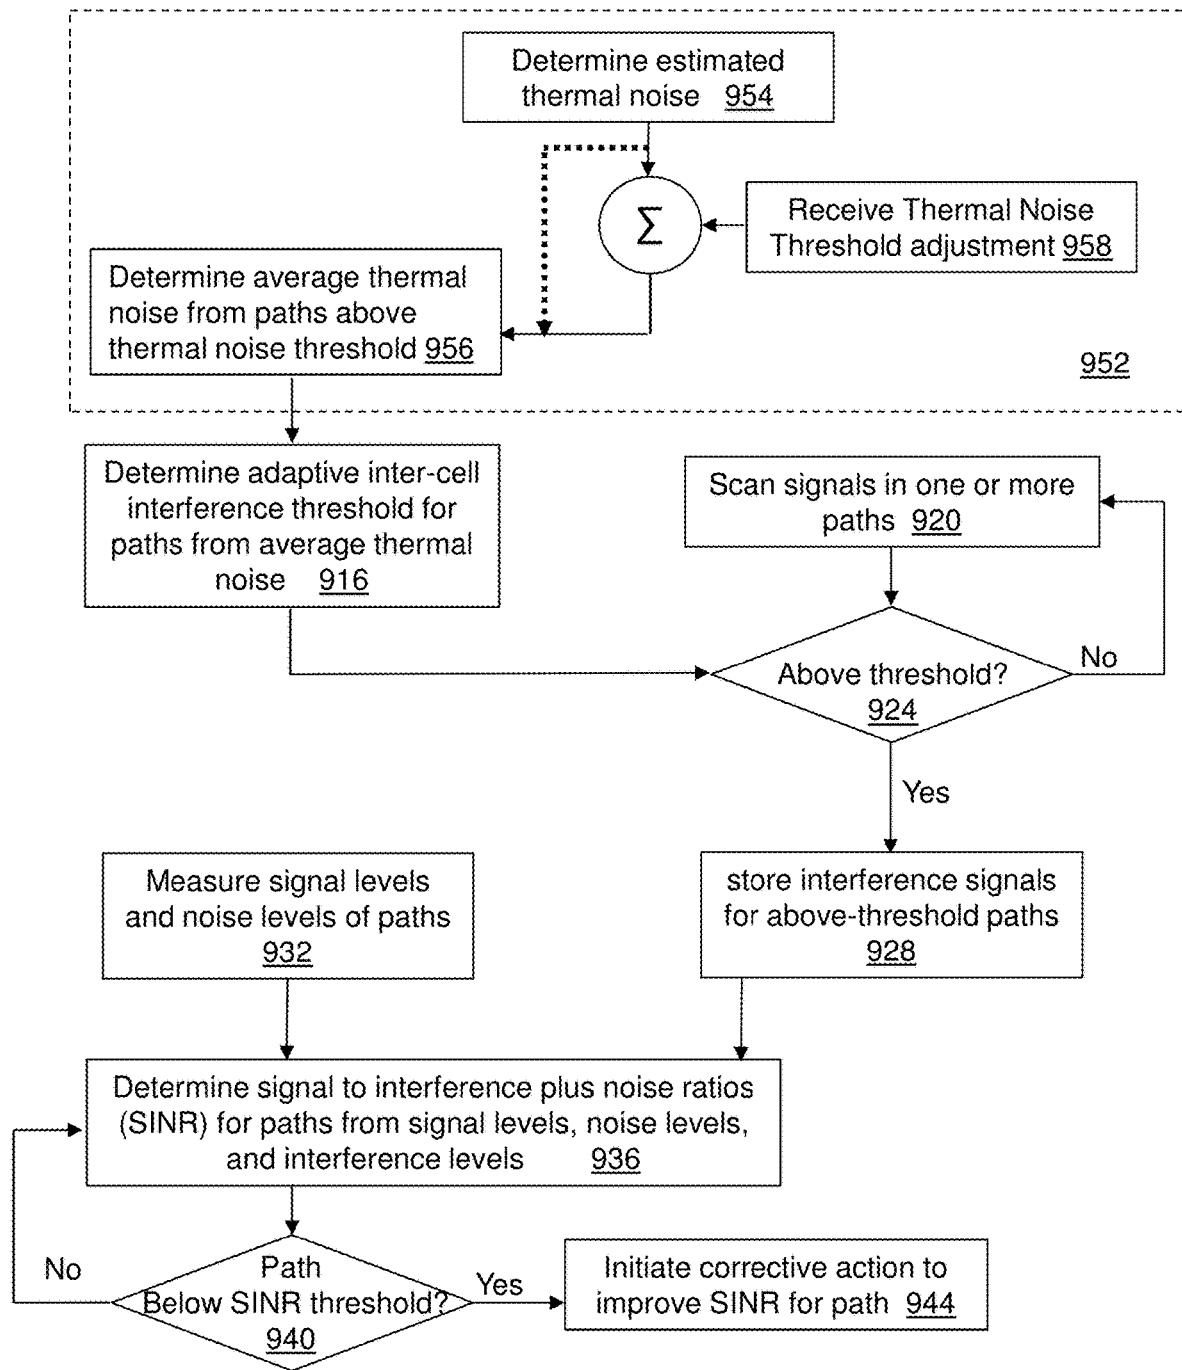 Determine estimated
thermal noise 954
Σ
Receive Thermal Noise
Threshold adjustment 958
Determine average thermal
noise from paths above
thermal noise threshold 956
952
Determine adaptive inter-cell
interference threshold for
paths from average thermal
noise 916
Scan signals in one or more
paths 920
Above threshold?
924
No
Yes
store interference signals
for above-threshold paths
928
Measure signal levels
and noise levels of paths
932
Determine signal to interference plus noise ratios
(SINR) for paths from signal levels, noise levels,
and interference levels 936
No
Path
Below SINR threshold?
940
Yes
Initiate corrective action to
improve SINR for path 944